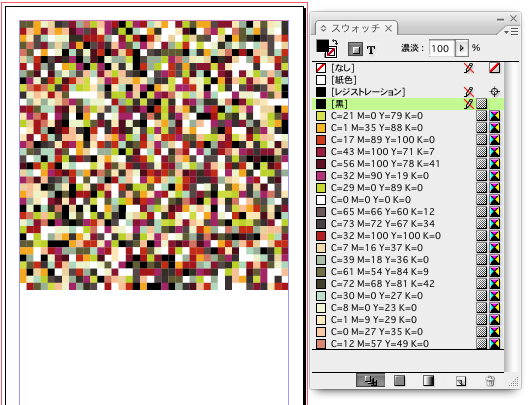 スウォッチ
T 濃淡: 100 %
[なし]
[紙色]
[レジストレーション]
[黒]
C=21 M=0 Y=79 K=0
C=1 M=35 Y=88 K=0
C=17 M=89 Y=100 K=0
C=43 M=100 Y=71 K=7
C=56 M=100 Y=78 K=41
C=32 M=90 Y=19 K=0
C=29 M=0 Y=89 K=0
C=0 M=0 Y=0 K=0
C=65 M=66 Y=60 K=12
C=73 M=72 Y=67 K=34
C=32 M=100 Y=100 K=0
C=7 M=16 Y=37 K=0
C=39 M=18 Y=36 K=0
C=61 M=54 Y=84 K=9
C=72 M=68 Y=81 K=42
C=30 M=0 Y=27 K=0
C=8 M=0 Y=23 K=0
C=1 M=9 Y=29 K=0
C=0 M=27 Y=35 K=0
C=12 M=57 Y=49 K=0